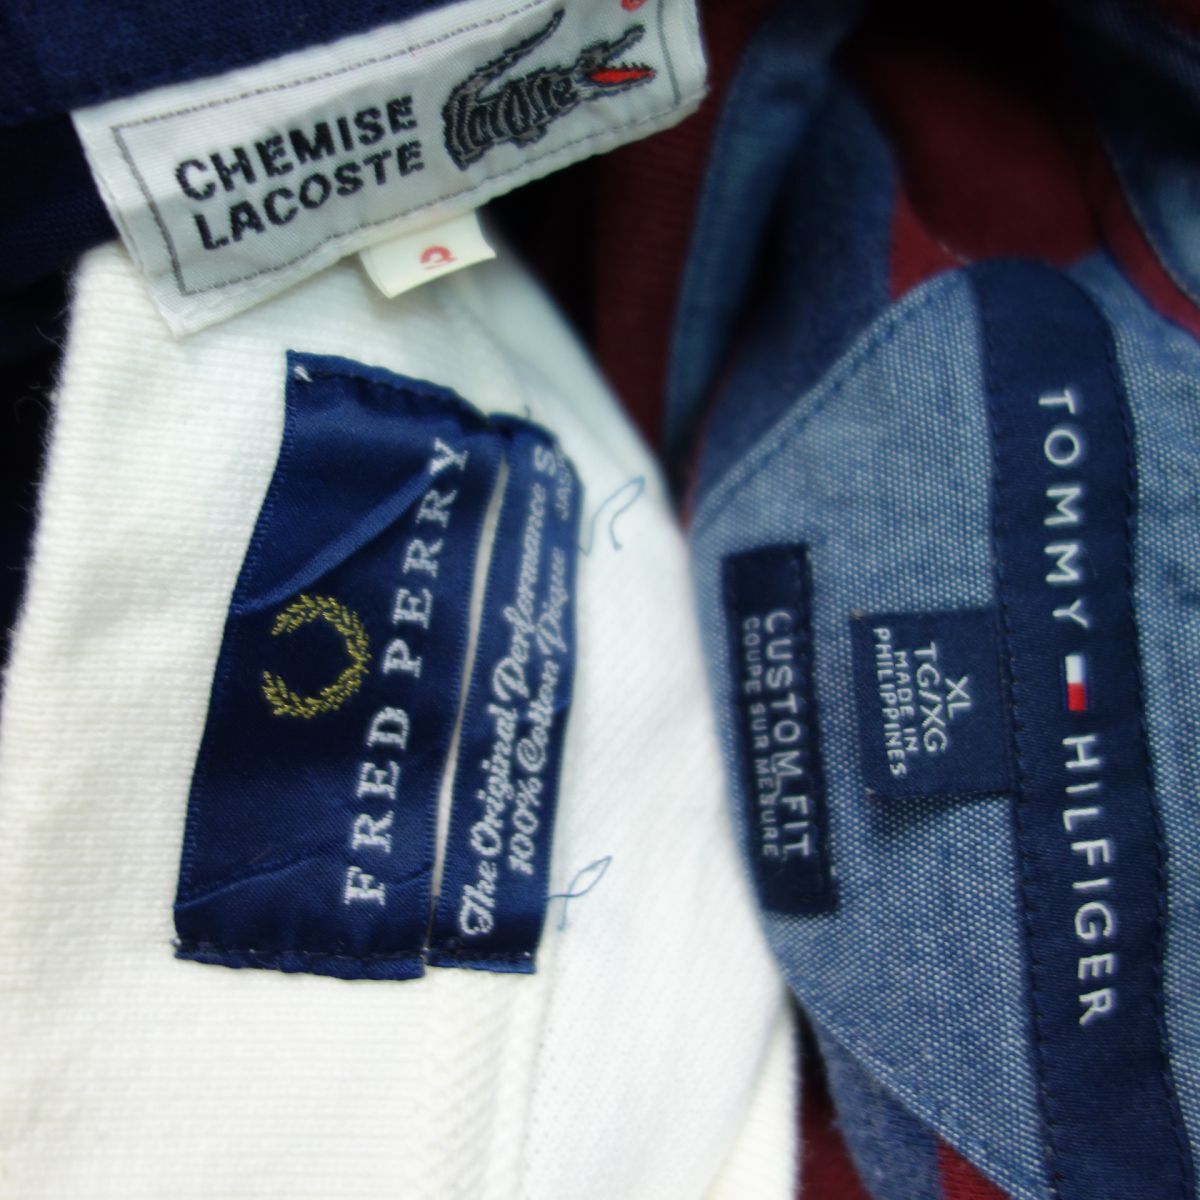 CHEMISE
LACOSTE
Lacoste
FRED PERRY
The Original Performance
100% Cotton Pique
CUSTOM FIT
COUPE SUR MESURE
XL
TG/XG
MADE IN
PHILIPPINES
TOMMY HILFIGER